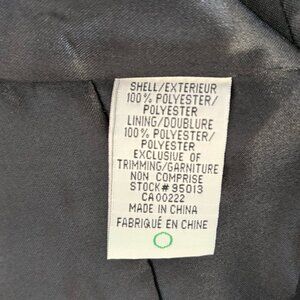 SHELL/EXTERIEUR
100% POLYESTER/
POLYESTER
LINING/DOUBLURE
100% POLYESTER/
POLYESTER
EXCLUSIVE OF
TRIMMING/GARNITURE
NON COMPRISE
STOCK# 95013
CA00222
MADE IN CHINA
FABRIQUÉ EN CHINE